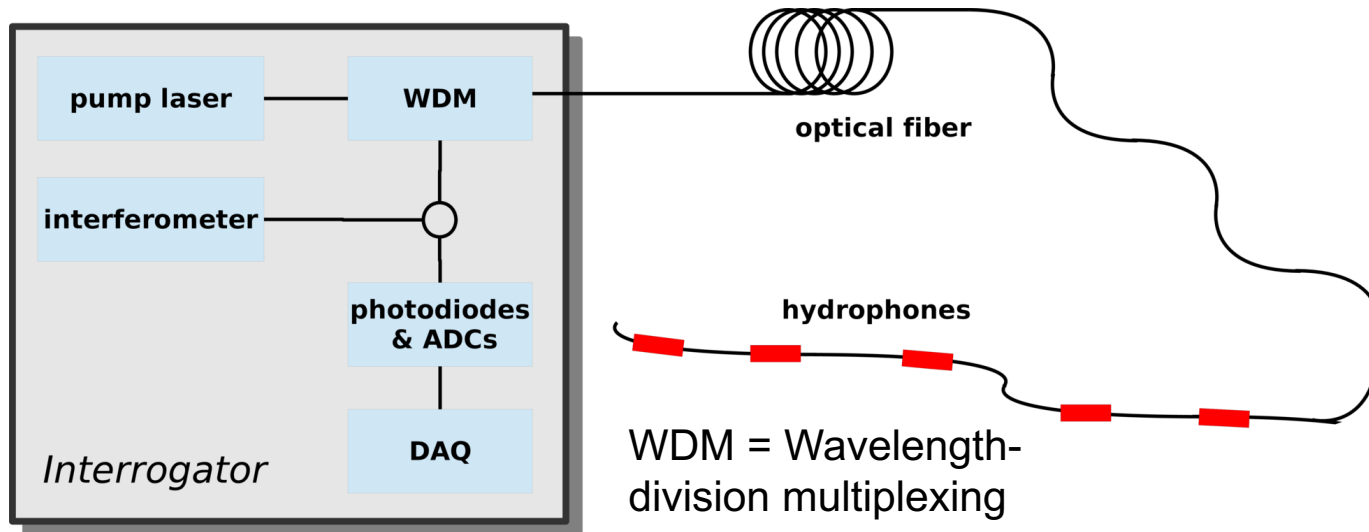 pump laser
WDM
optical fiber
interferometer
photodiodes
& ADCs
hydrophones
DAQ
Interrogator
WDM = Wavelength-
division multiplexing